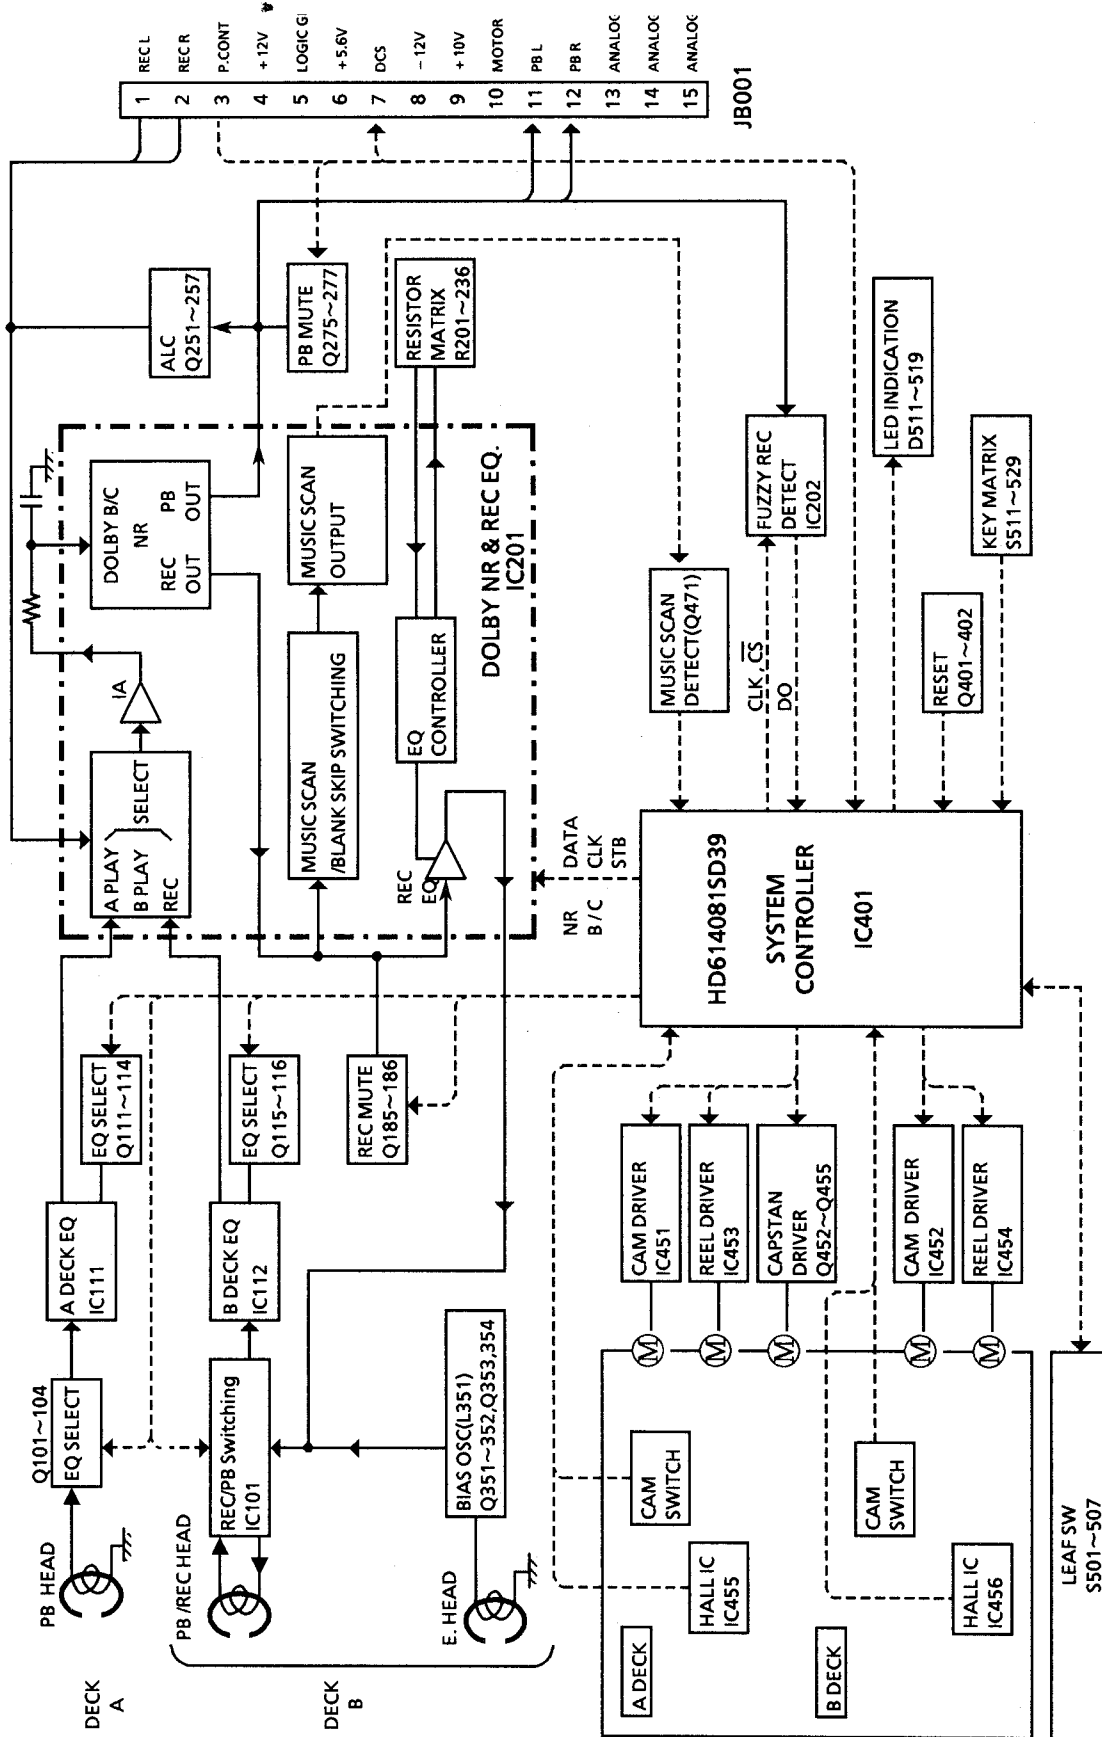 DECK
A
PB HEAD
Q101~104
EQ SELECT
A DECK EQ
IC111
EQ SELECT
Q111~114
A PLAY
B PLAY
SELECT
REC
IA
DOLBY B/C
NR
REC
OUT
PB
OUT
ALC
Q251~257
REC L
REC R
P.CONT
+12V
LOGIC G
+5.6V
DCS
-12V
+10V
MOTOR
PB L
PB R
ANALOG
ANALOG
ANALOG
1
2
3
4
5
6
7
8
9
10
11
12
13
14
15
JB001
DECK
B
PB /REC HEAD
REC/PB Switching
IC101
B DECK EQ
IC112
EQ SELECT
Q115~116
E. HEAD
BIAS OSC(L351)
Q351~352,Q353,354
REC MUTE
Q185~186
MUSIC SCAN
/BLANK SKIP SWITCHING
MUSIC SCAN
OUTPUT
PB MUTE
Q275~277
REC
EQ
EQ
CONTROLLER
RESISTOR
MATRIX
R201~236
DOLBY NR & REC EQ.
IC201
NR
B / C
DATA
CLK
STB
HD614081SD39
SYSTEM
CONTROLLER
IC401
MUSIC SCAN
DETECT(Q471)
CLK , CS
DO
FUZZY REC
DETECT
IC202
LED INDICATION
D511~519
RESET
Q401~402
KEY MATRIX
S511~529
A DECK
HALL IC
IC455
CAM
SWITCH
M
CAM DRIVER
IC451
M
REEL DRIVER
IC453
M
CAPSTAN
DRIVER
Q452~Q455
B DECK
HALL IC
IC456
CAM
SWITCH
M
CAM DRIVER
IC452
M
REEL DRIVER
IC454
LEAF SW
S501~507